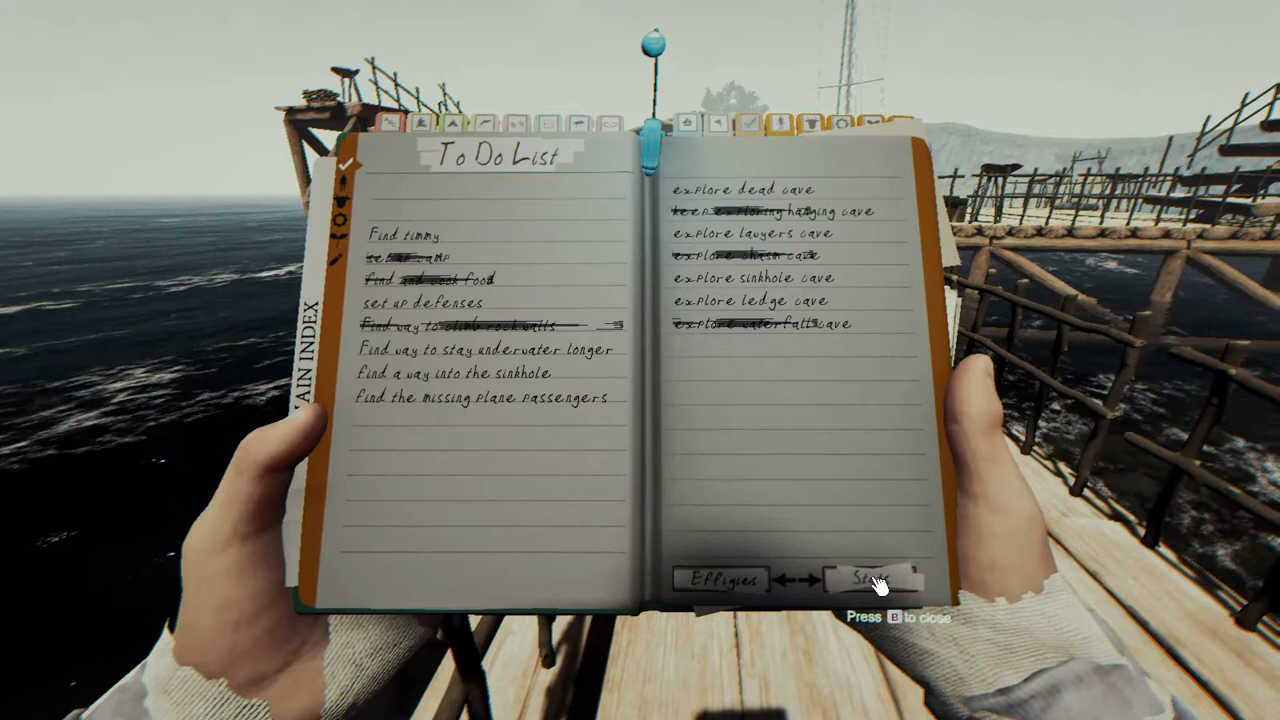 To Do List
Find timmy
set up camp
find and cook food
set up defenses
Find way to climb rock walls
Find way to stay underwater longer
find a way into the sinkhole
find the missing plane passengers
AIN INDEX
explore dead cave
keep exploring hanging cave
explore lawyers cave
explore chasm cave
explore sinkhole cave
explore ledge cave
explore waterfall cave
Effigies
Press B to close